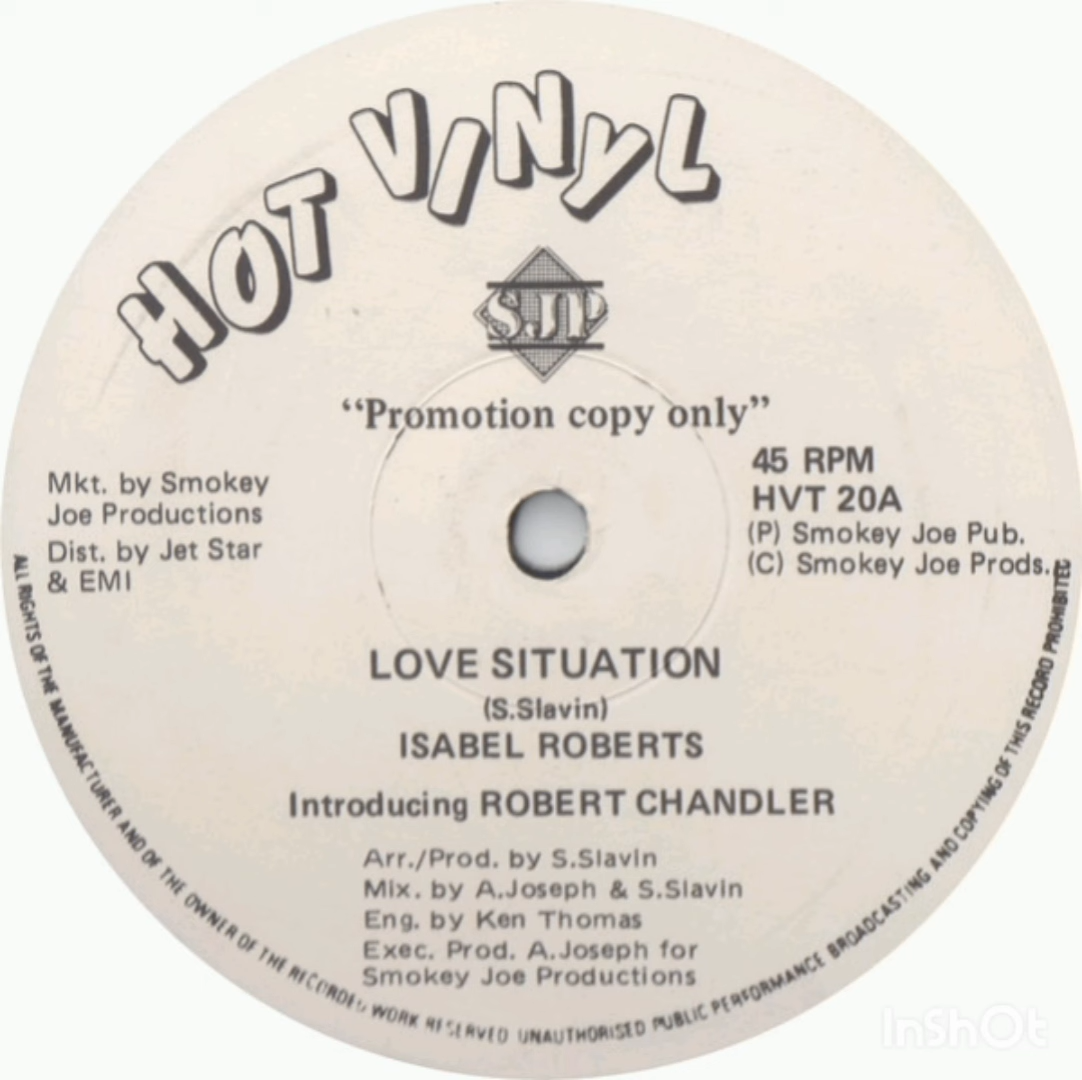 HOT VINYL
SJP
“Promotion copy only”
Mkt. by Smokey
Joe Productions
Dist. by Jet Star
& EMI
45 RPM
HVT 20A
(P) Smokey Joe Pub.
(C) Smokey Joe Prods.
LOVE SITUATION
(S.Slavin)
ISABEL ROBERTS
Introducing ROBERT CHANDLER
Arr./Prod. by S.Slavin
Mix. by A.Joseph & S.Slavin
Eng. by Ken Thomas
Exec. Prod. A.Joseph for
Smokey Joe Productions
ALL RIGHTS OF THE MANUFACTURER AND OF THE OWNER OF THE RECORDED WORK RESERVED UNAUTHORISED PUBLIC PERFORMANCE BROADCASTING AND COPYING OF THIS RECORD PROHIBITED
InShOt